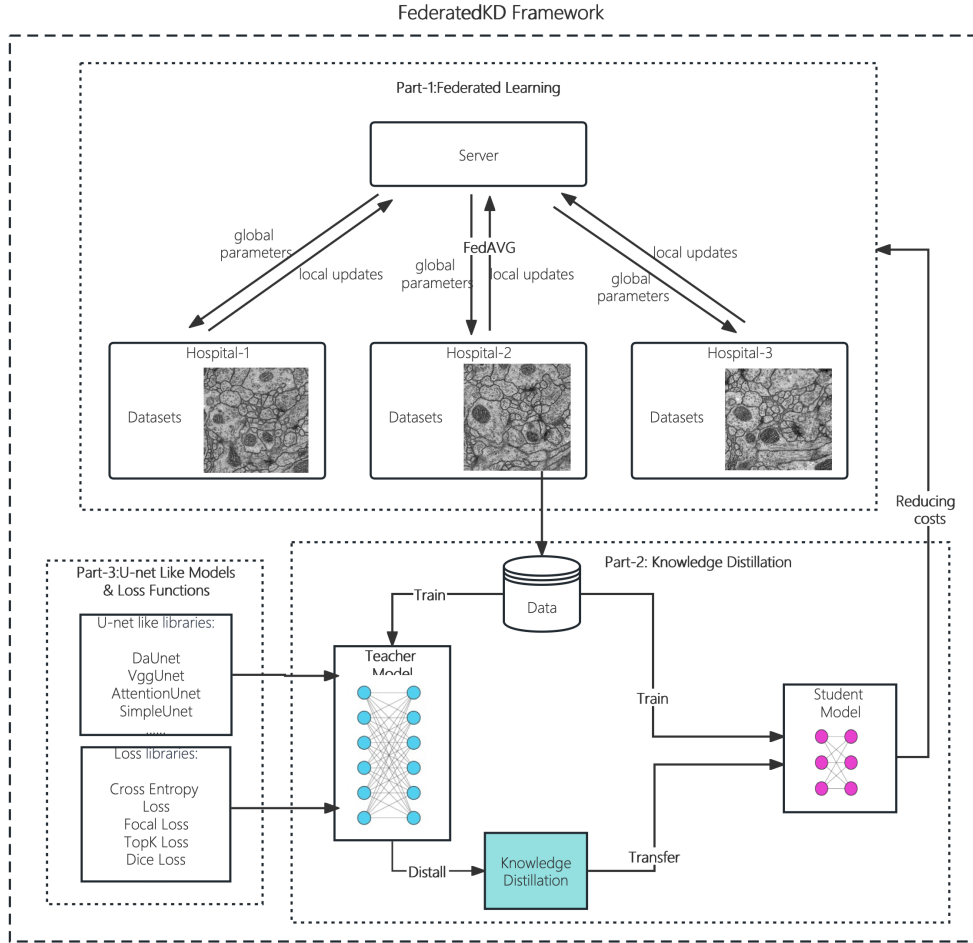 FederatedKD Framework
Part-1:Federated Learning
Server
global
parameters
local updates
FedAVG
global
parameters
local updates
local updates
global
parameters
Hospital-1
Datasets
Hospital-2
Datasets
Hospital-3
Datasets
Reducing
costs
Part-3:U-net Like Models
& Loss Functions
U-net like libraries:
DaUnet
VggUnet
AttentionUnet
SimpleUnet
......
Loss libraries:
Cross Entropy
Loss
Focal Loss
TopK Loss
Dice Loss
Part-2: Knowledge Distillation
Data
Train
Teacher
Model
Train
Student
Model
Distall
Knowledge
Distillation
Transfer